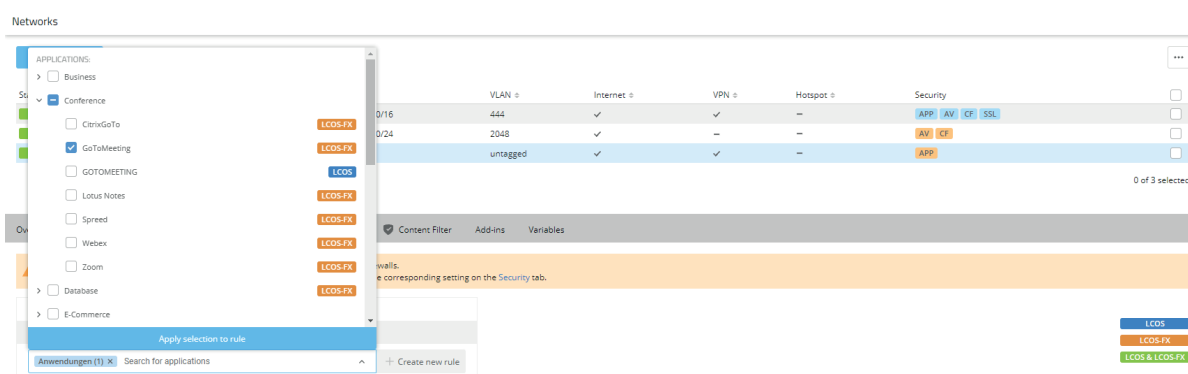 Networks
APPLICATIONS:
Business
St
VLAN
Internet
VPN
Hotspot
Security
Conference
0/16
444
APP AV CF SSL
CitrixGoTo
LCOS-FX
0/24
2048
AV CF
GoToMeeting
LCOS-FX
untagged
APP
GOTOMEETING
LCOS
0 of 3 selected
Lotus Notes
LCOS-FX
Spreed
LCOS-FX
Ov
Content Filter
Add-ins
Variables
Webex
LCOS-FX
Zoom
LCOS-FX
ewalls.
e corresponding setting on the Security tab.
Database
LCOS-FX
E-Commerce
LCOS
Apply selection to rule
LCOS-FX
Anwendungen (1) × Search for applications
+ Create new rule
LCOS & LCOS-FX